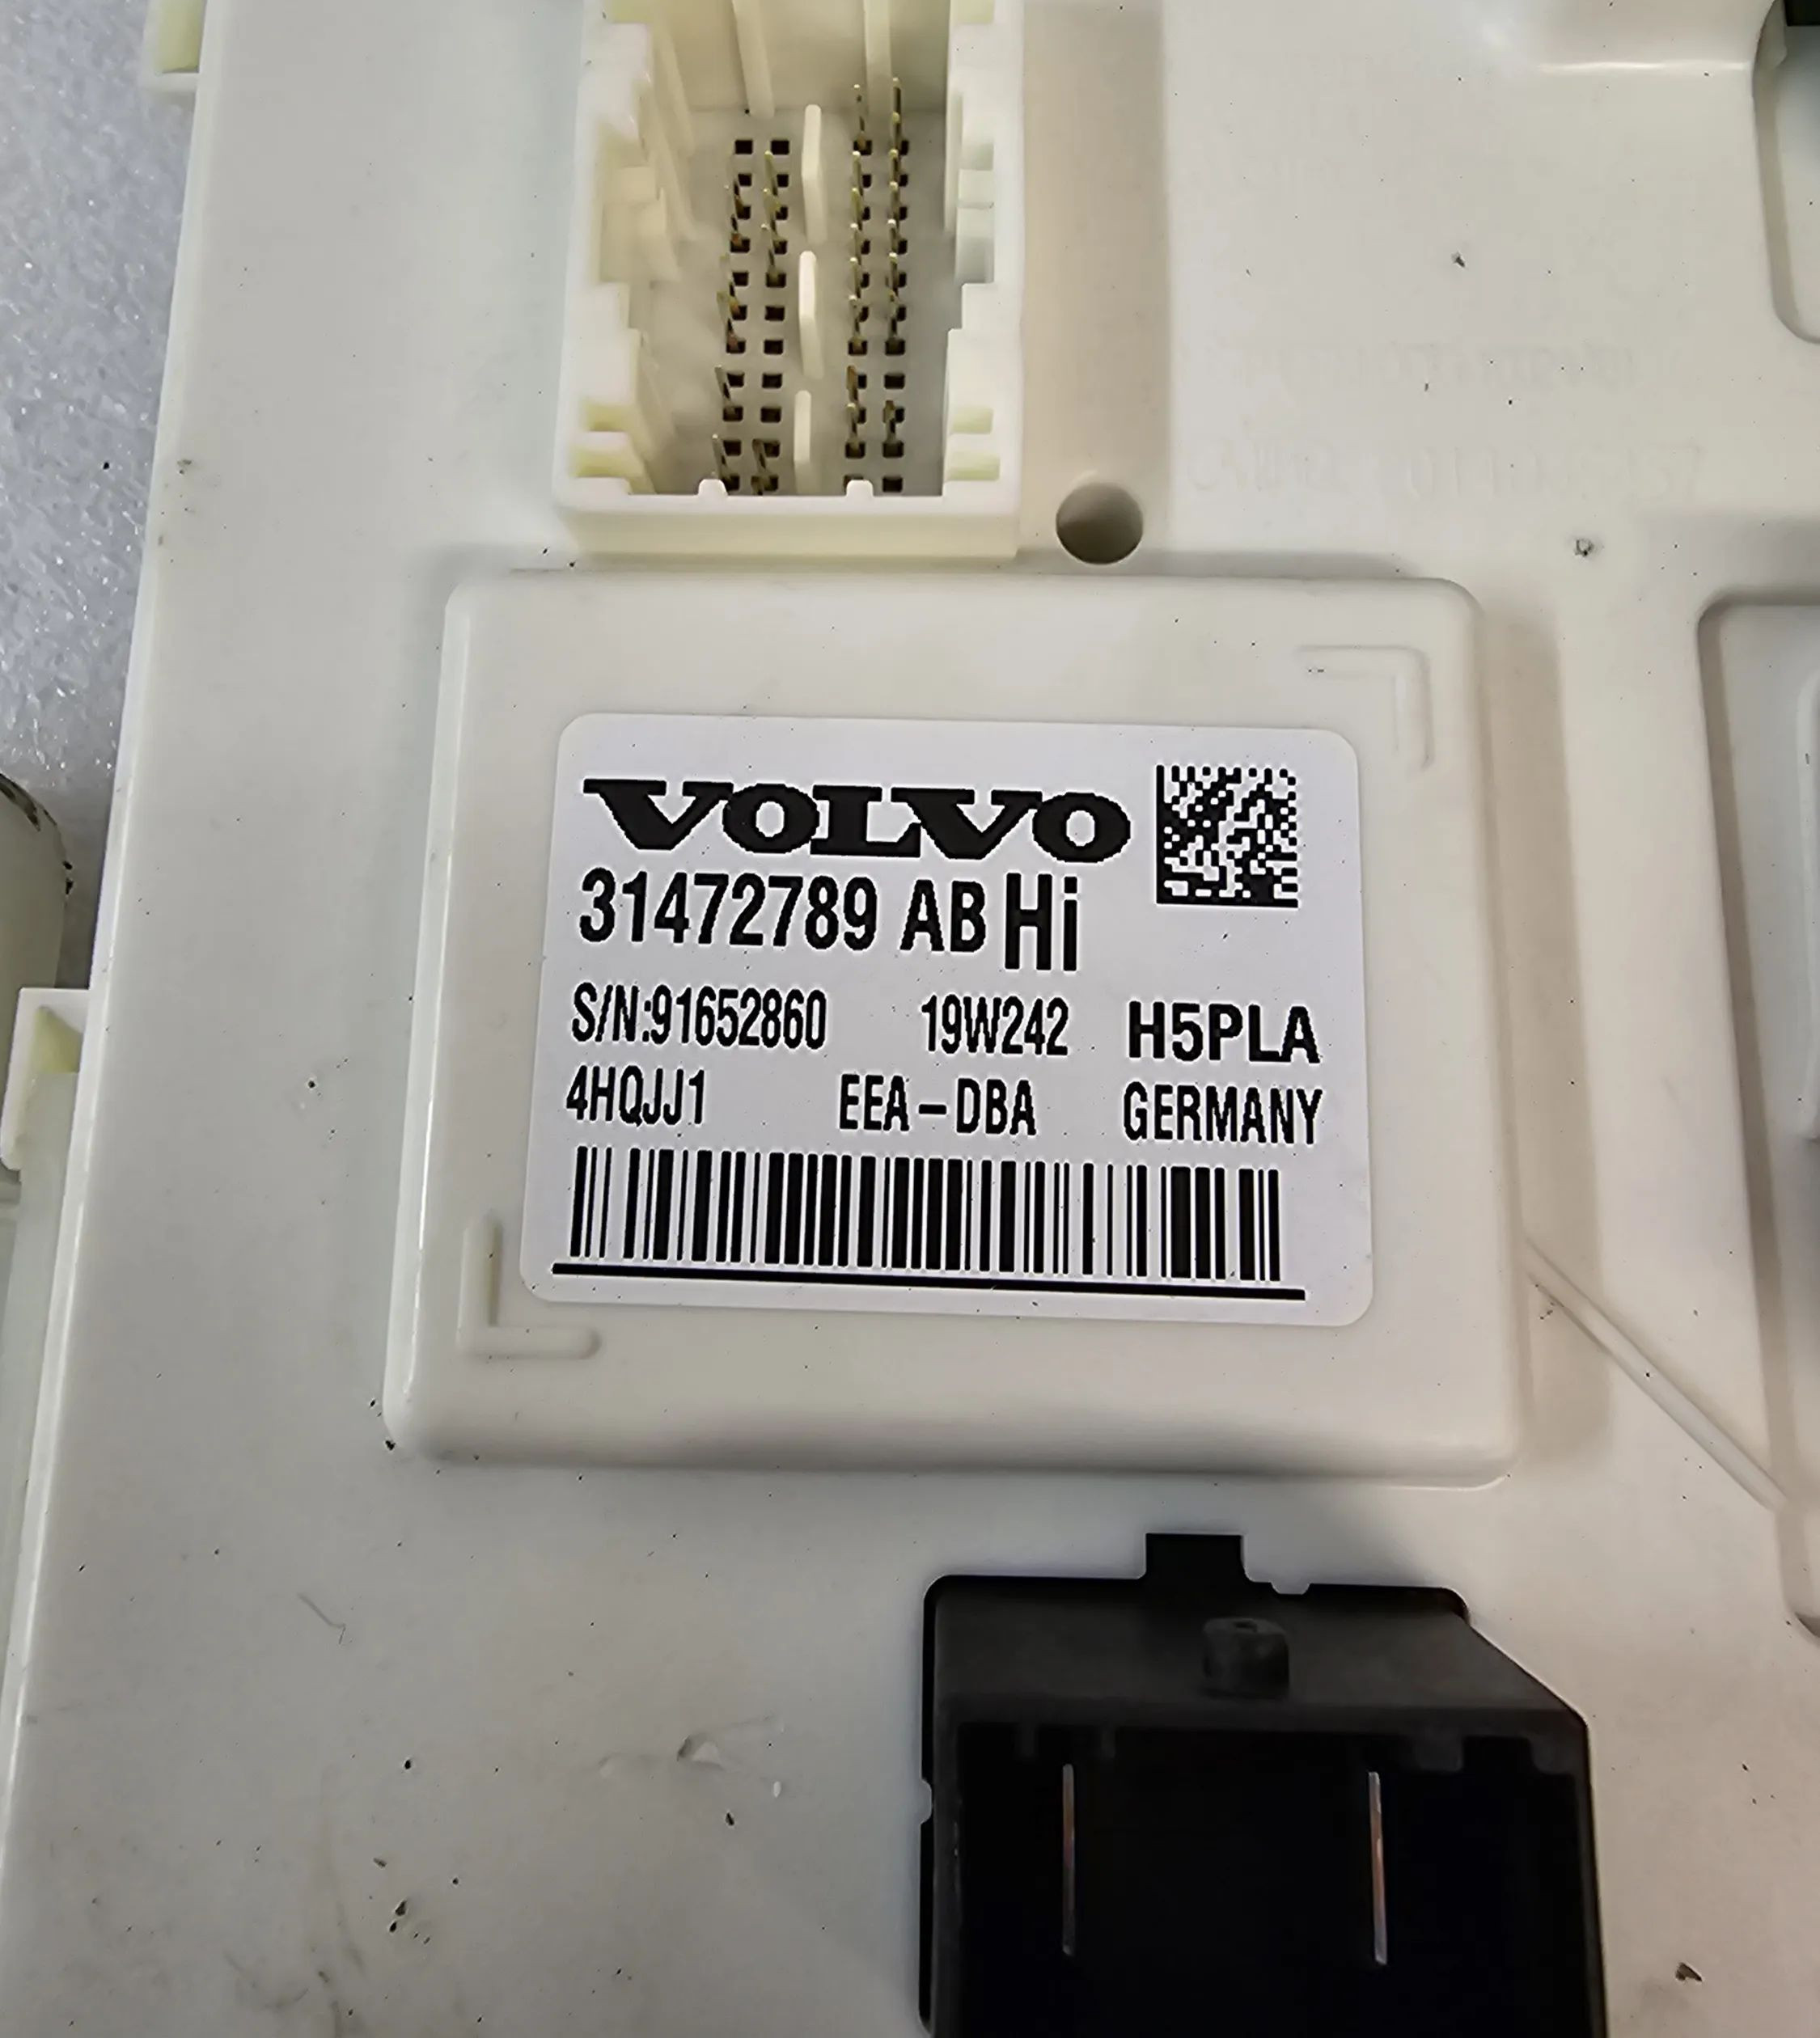 VOLVO
31472789 AB Hi
S/N:91652860 19W242 H5PLA
4HQJJ1 EEA-DBA GERMANY